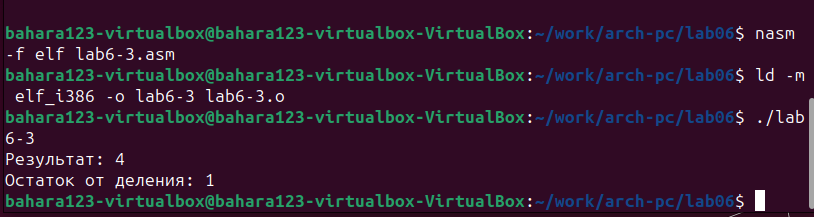 bahara123-virtualbox@bahara123-virtualbox-VirtualBox:~/work/arch-pc/lab06$ nasm
-f elf lab6-3.asm
bahara123-virtualbox@bahara123-virtualbox-VirtualBox:~/work/arch-pc/lab06$ ld -m
 elf_i386 -o lab6-3 lab6-3.o
bahara123-virtualbox@bahara123-virtualbox-VirtualBox:~/work/arch-pc/lab06$ ./lab
6-3
Результат: 4
Остаток от деления: 1
bahara123-virtualbox@bahara123-virtualbox-VirtualBox:~/work/arch-pc/lab06$